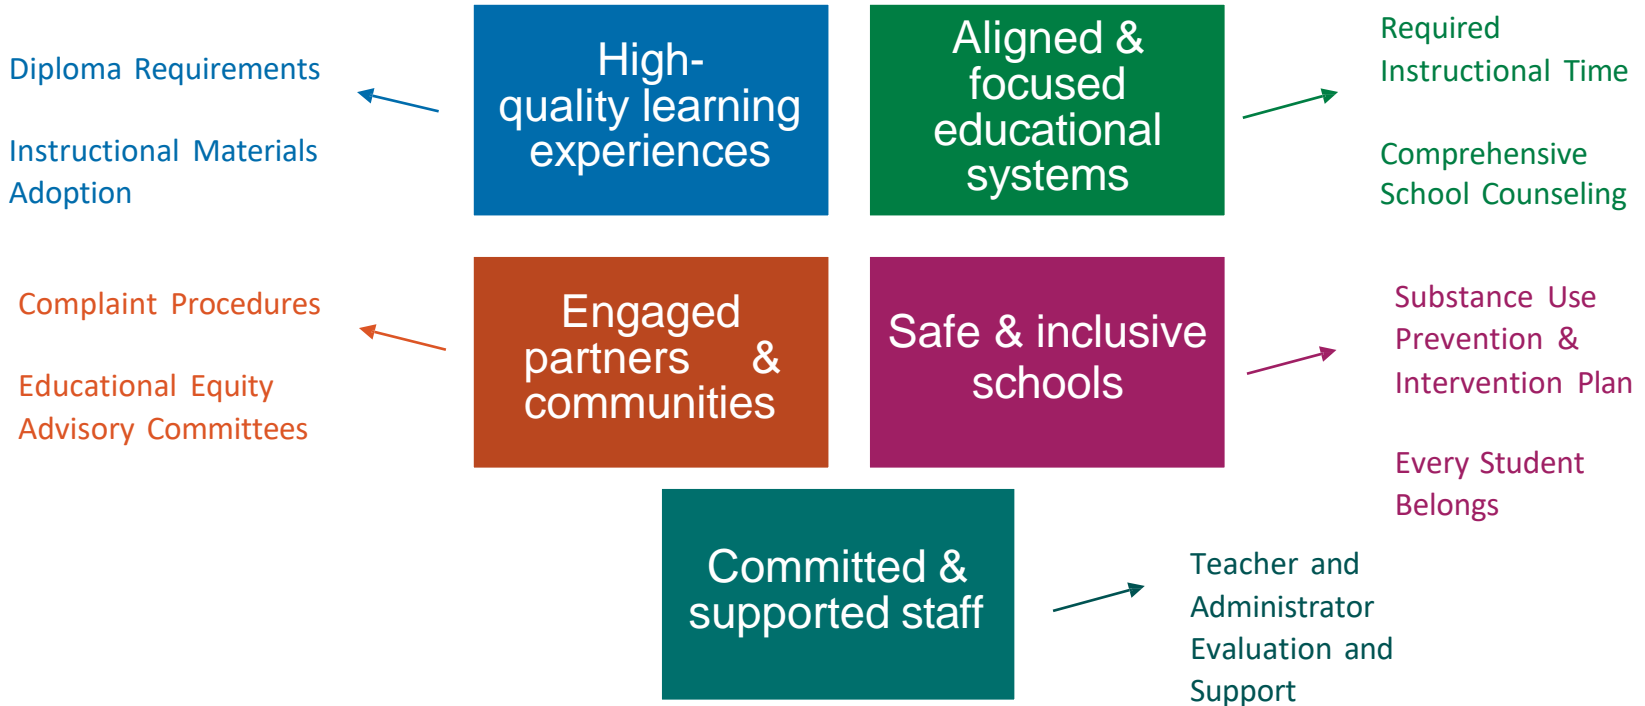 Diploma Requirements
Instructional Materials
Adoption
High-
quality learning
experiences
Aligned &
focused
educational
systems
Required
Instructional Time
Comprehensive
School Counseling
Complaint Procedures
Educational Equity
Advisory Committees
Engaged
partners &
communities
Safe & inclusive
schools
Substance Use
Prevention &
Intervention Plan
Every Student
Belongs
Committed &
supported staff
Teacher and
Administrator
Evaluation and
Support